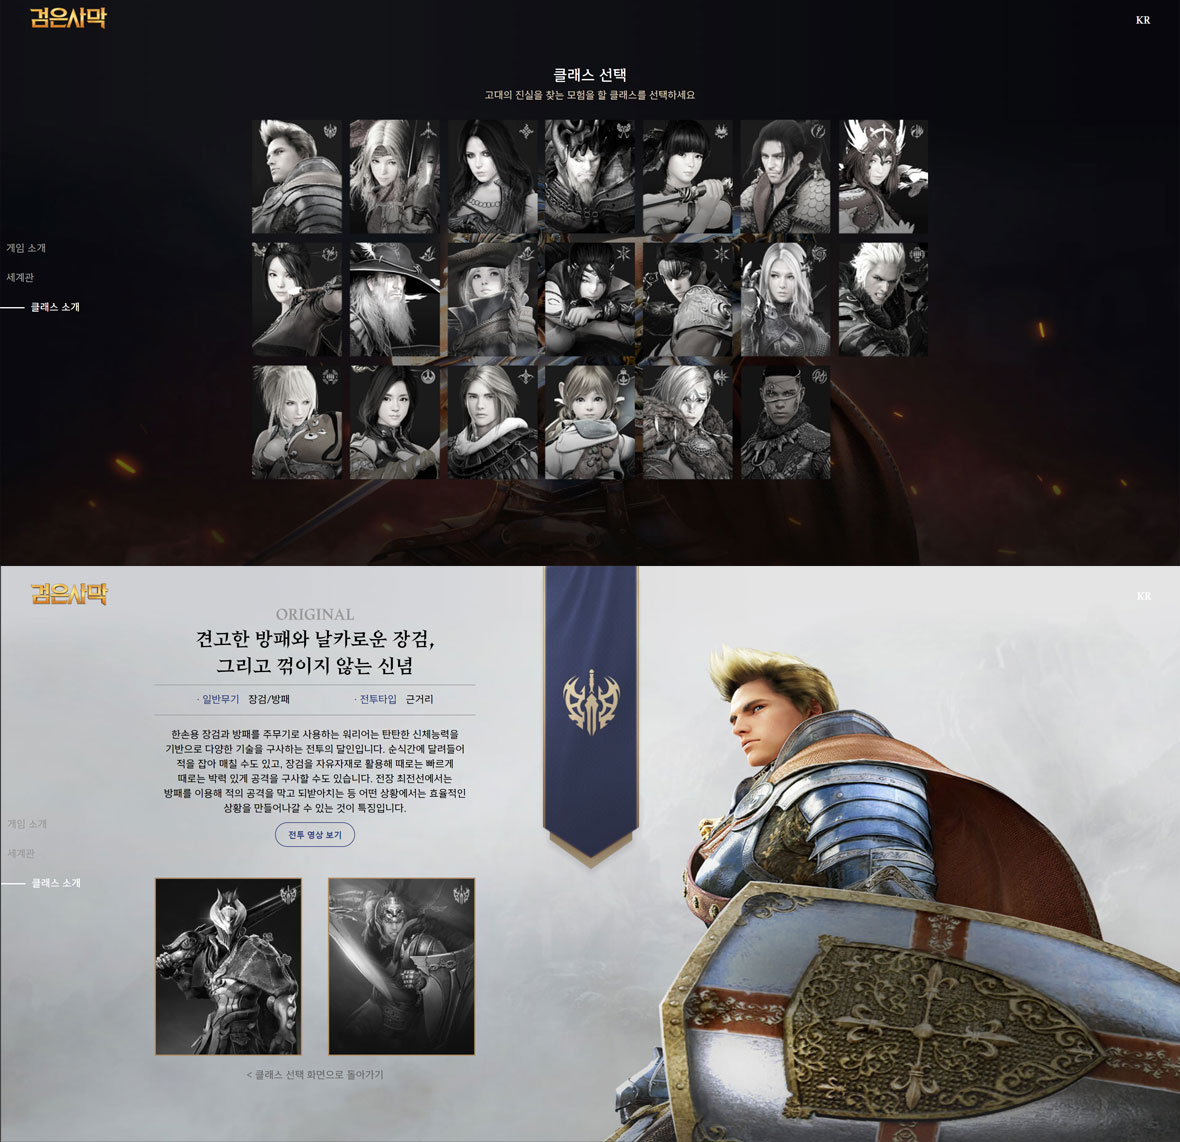 검은사막
KR
클래스 선택
고대의 진실을 찾는 모험을 할 클래스를 선택하세요
게임 소개
세계관
클래스 소개
검은사막
KR
ORIGINAL
견고한 방패와 날카로운 장검,
그리고 꺾이지 않는 신념
· 일반무기 장검/방패 · 전투타입 근거리
한손용 장검과 방패를 주무기로 사용하는 워리어는 탄탄한 신체능력을
기반으로 다양한 기술을 구사하는 전투의 달인입니다. 순식간에 달려들어
적을 잡아 매칠 수도 있고, 장검을 자유자재로 활용해 때로는 빠르게
때로는 박력 있게 공격을 구사할 수도 있습니다. 전장 최전선에서는
방패를 이용해 적의 공격을 막고 되받아치는 등 어떤 상황에서는 효율적인
상황을 만들어나갈 수 있는 것이 특징입니다.
전투 영상 보기
게임 소개
세계관
클래스 소개
< 클래스 선택 화면으로 돌아가기